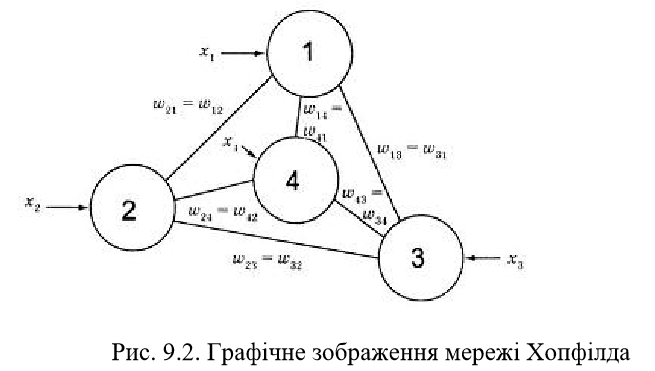 x₁
1
w₂₁ = w₁₂
w₁₄ =
w₄₁
x₄
w₁₃ = w₃₁
4
w₄₃ =
w₃₄
x₂
2
w₂₄ = w₄₂
w₂₃ = w₃₂
3
x₃
Рис. 9.2. Графічне зображення мережі Хопфілда